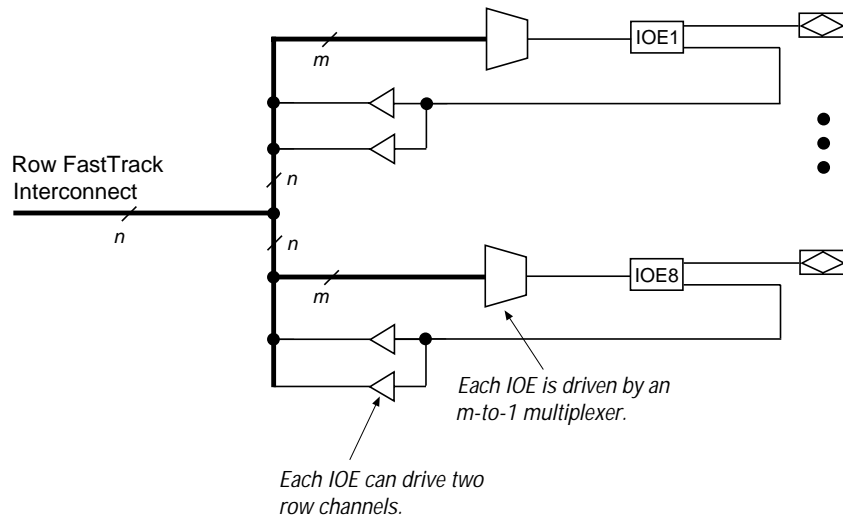 IOE1
m
Row FastTrack
Interconnect
n
n
n
m
IOE8
Each IOE is driven by an
m-to-1 multiplexer.
Each IOE can drive two
row channels.